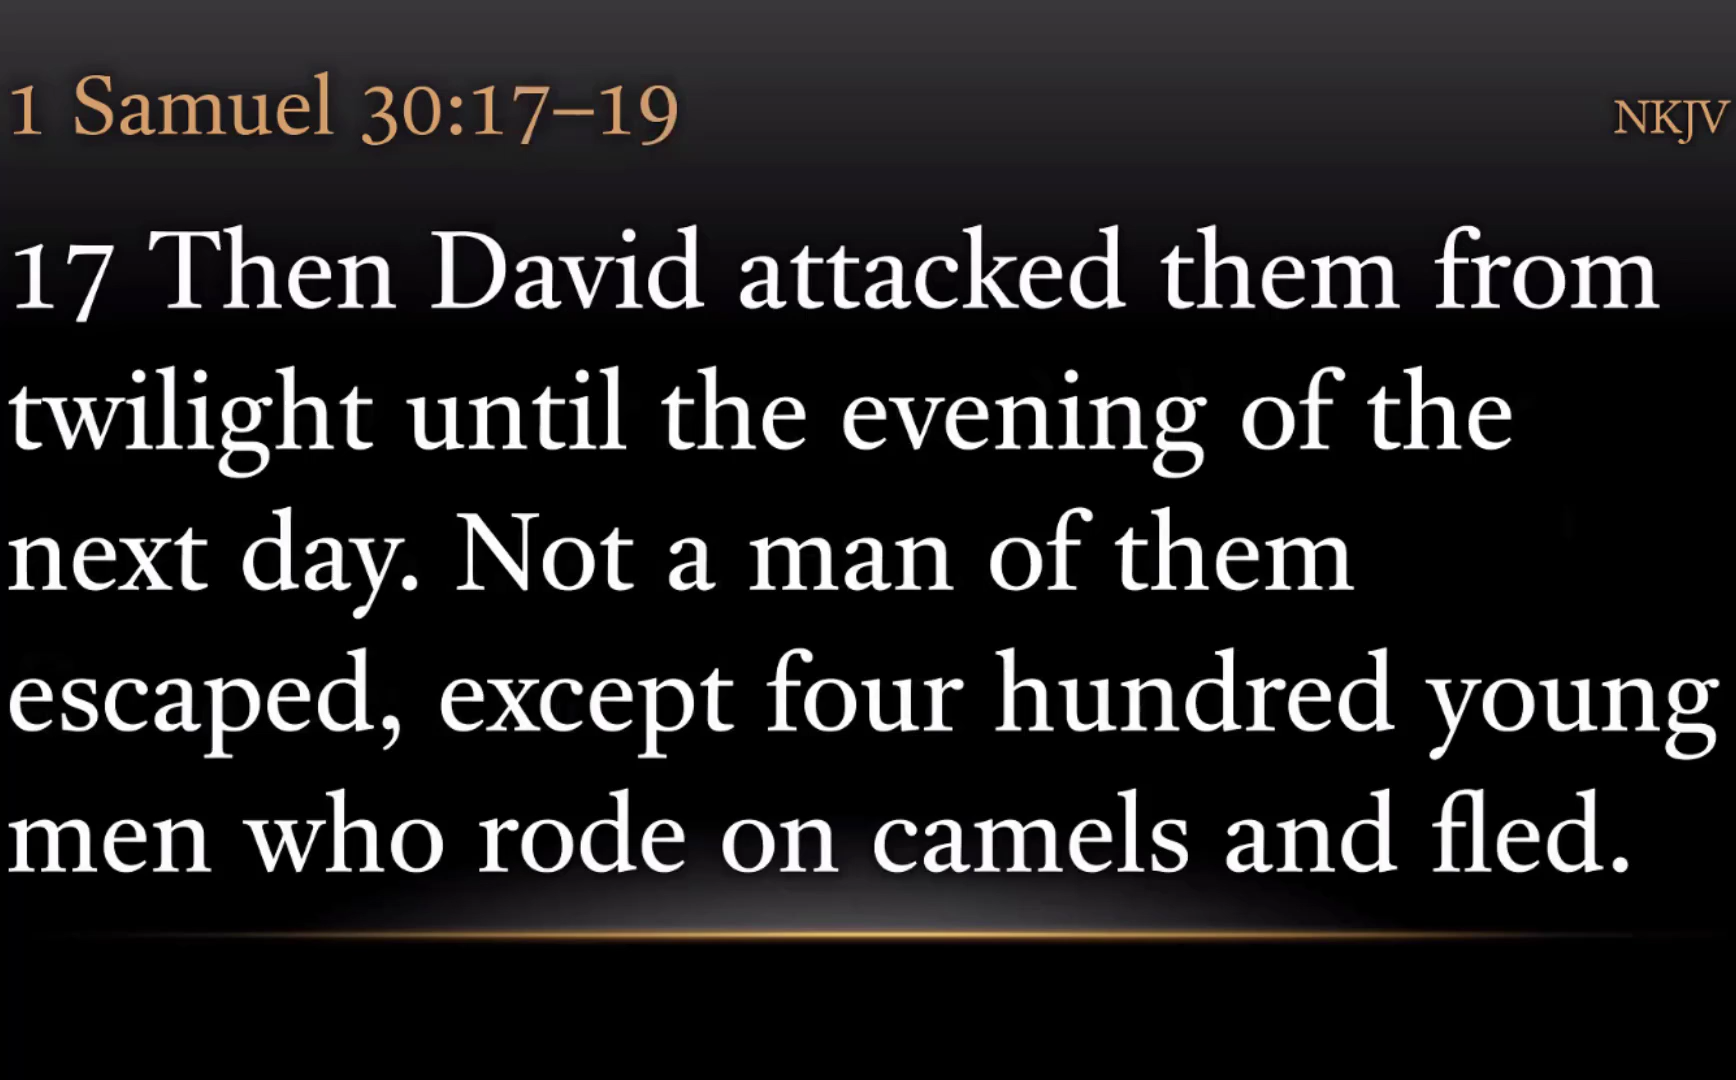 1 Samuel 30:17–19 NKJV
17 Then David attacked them from
twilight until the evening of the
next day. Not a man of them
escaped, except four hundred young
men who rode on camels and fled.